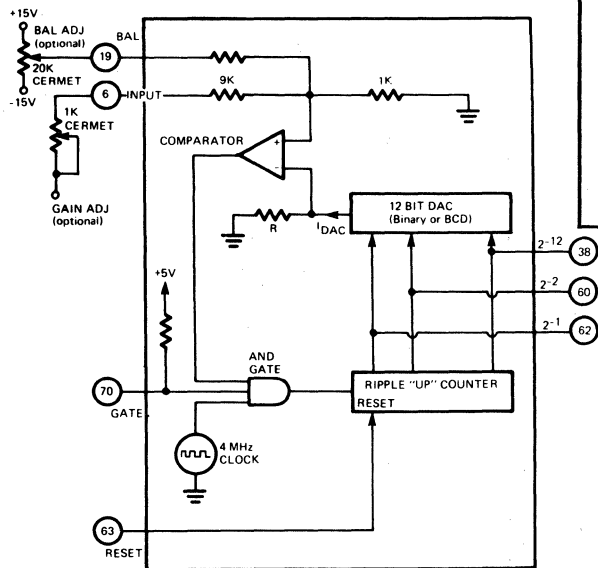 +15V
BAL ADJ
(optional)
20K
CERMET
-15V
19
BAL
6
INPUT
9K
1K
1K
CERMET
GAIN ADJ
(optional)
COMPARATOR
+
-
12 BIT DAC
(Binary or BCD)
R
IDAC
2-12
38
2-2
60
2-1
62
+5V
AND
GATE
70
GATE
RIPPLE "UP" COUNTER
RESET
4 MHz
CLOCK
63
RESET